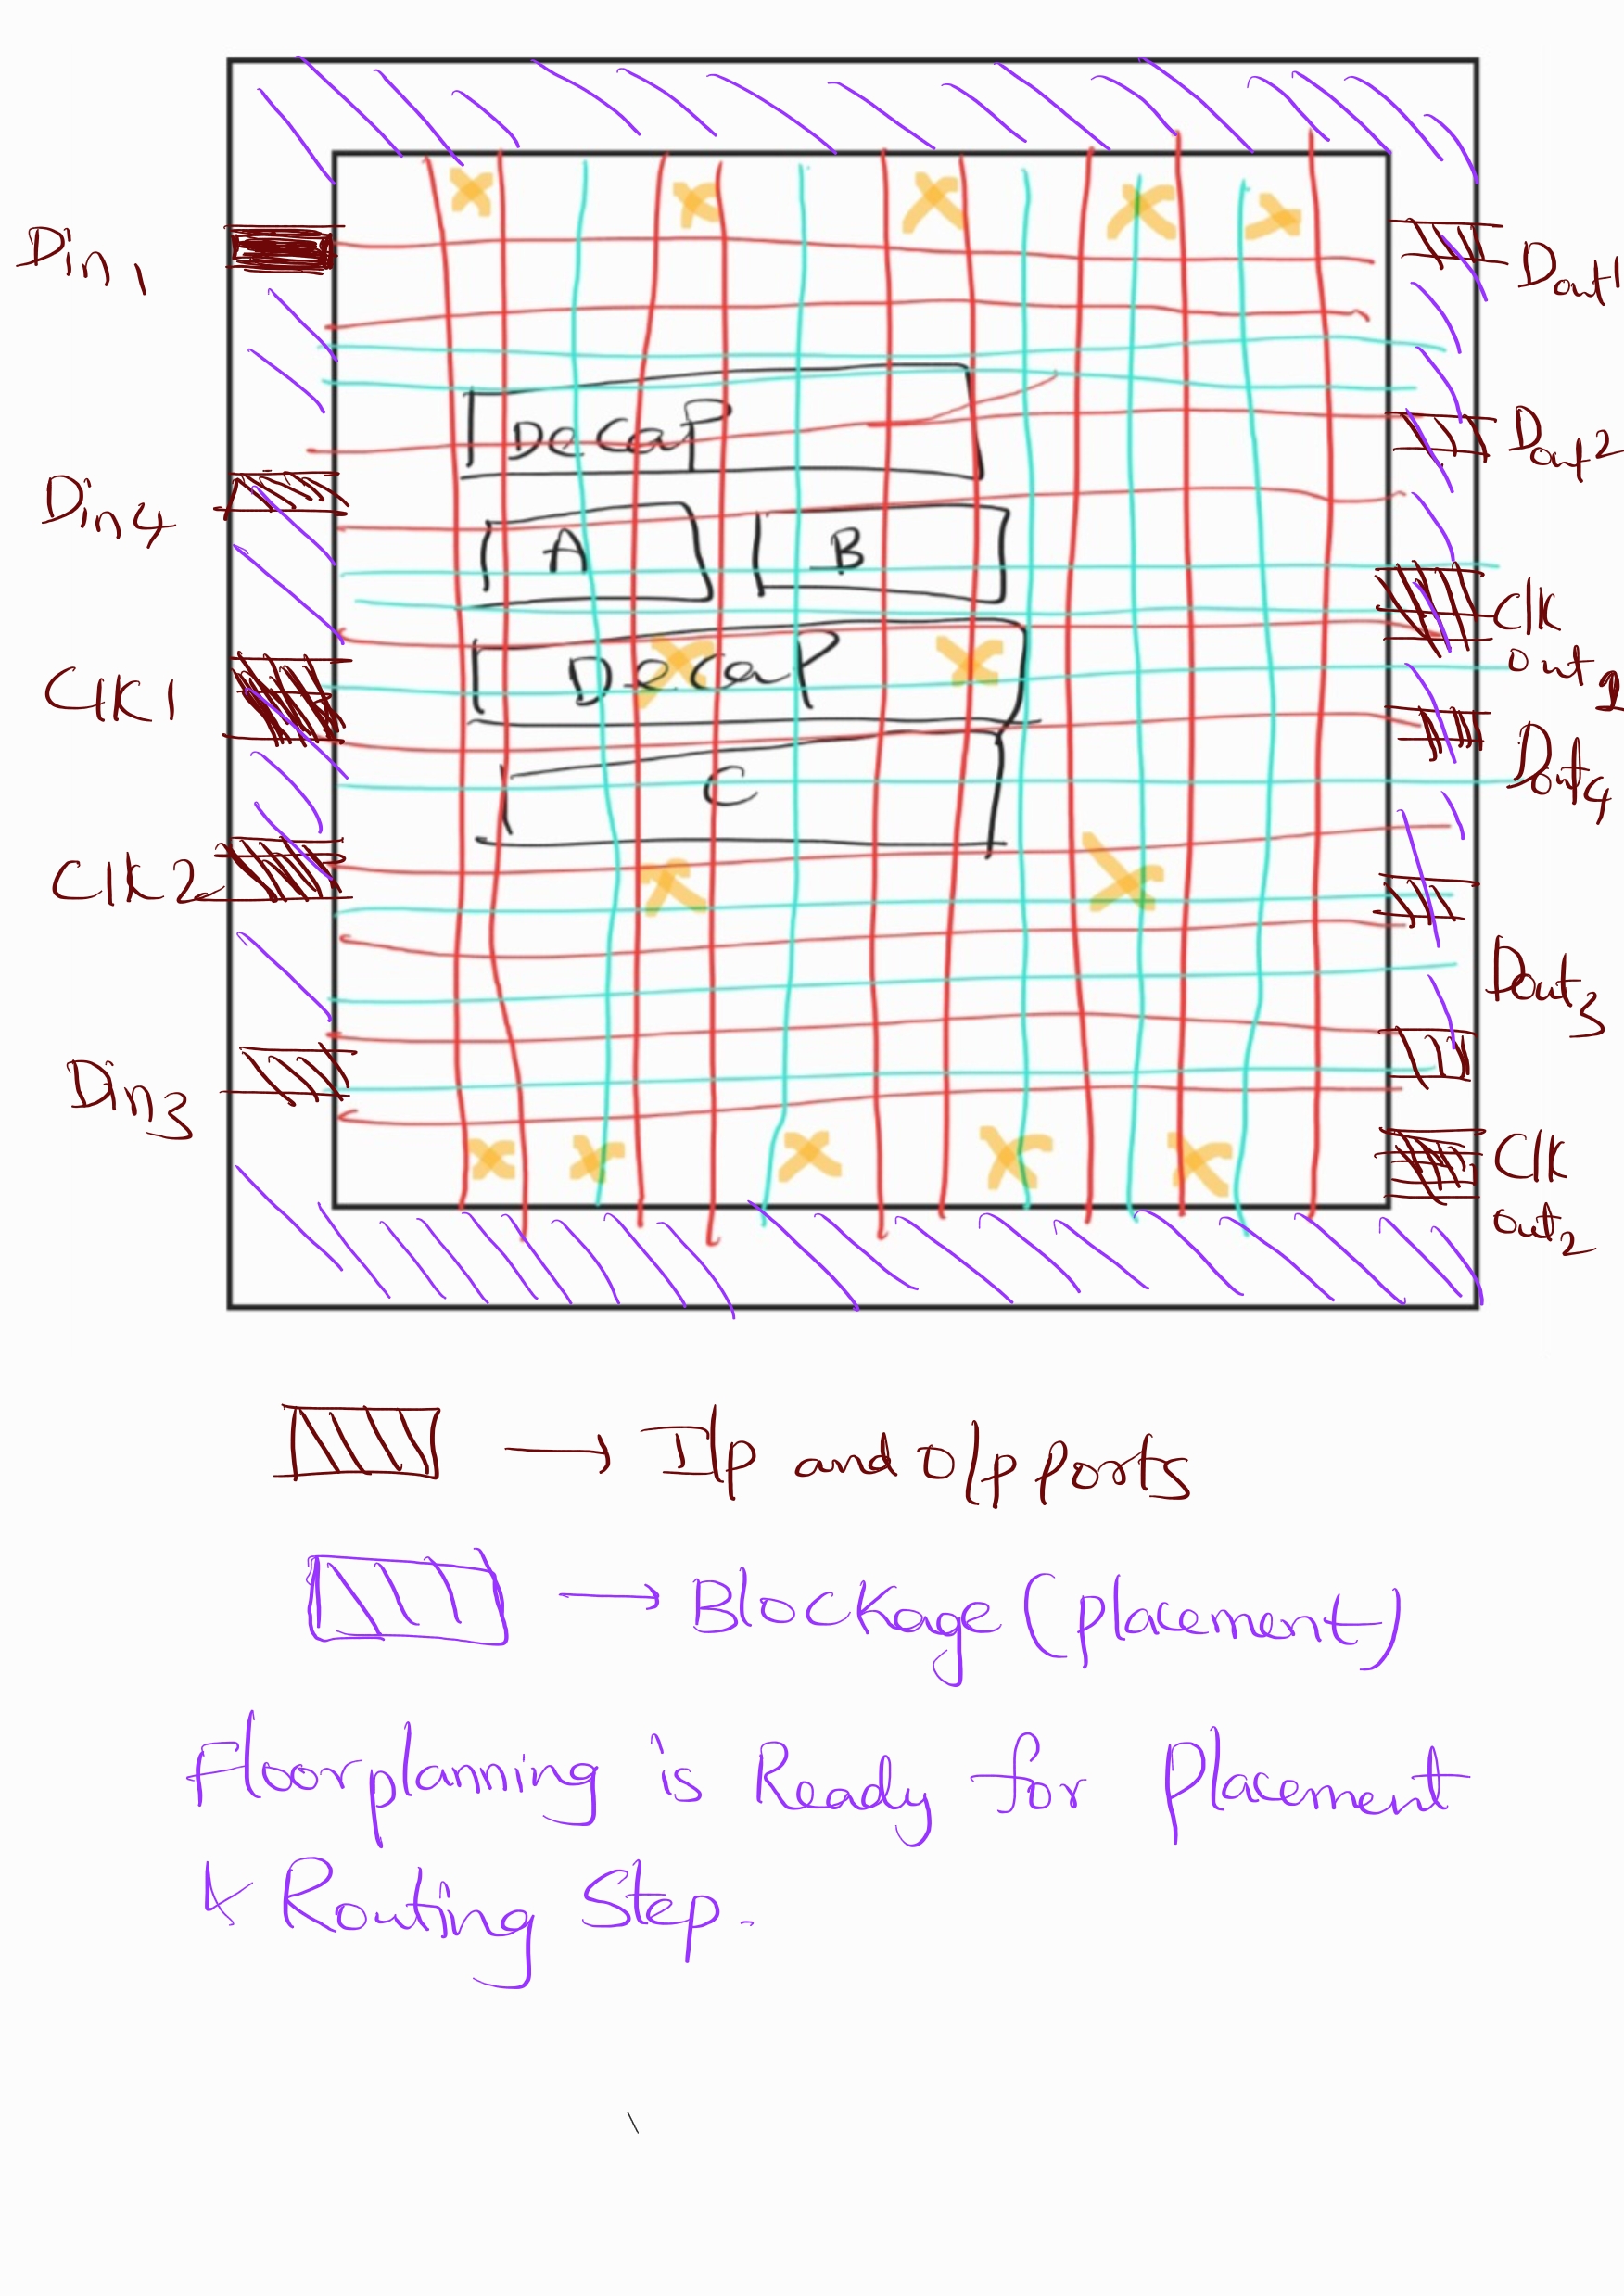 Din1
Dout1
Decap
Dout2
Din4
A
B
Clk
out1
CLK1
Decap
Dout4
C
Clk2
Dout3
Din3
Clk
out2
I/p and o/p ports
Blockage (placement)
Floorplanning is Ready for Placement
& Routing Step.